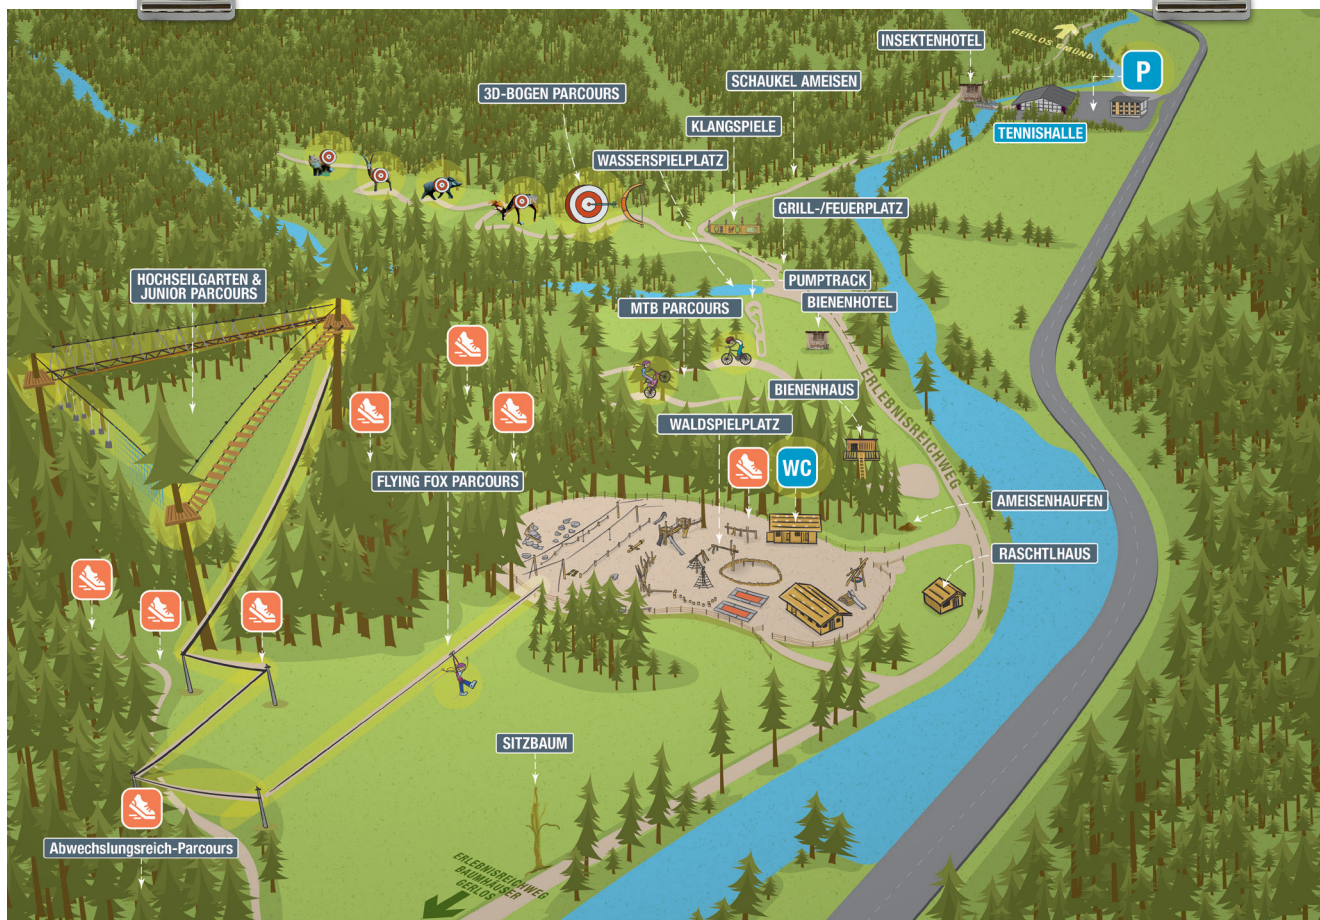 INSEKTENHOTEL
GERLOS GMÜND
P
SCHAUKEL AMEISEN
3D-BOGEN PARCOURS
KLANGSPIELE
TENNISHALLE
WASSERSPIELPLATZ
GRILL-/FEUERPLATZ
HOCHSEILGARTEN &
JUNIOR PARCOURS
PUMPTRACK
BIENENHOTEL
MTB PARCOURS
ERLEBNISREICHWEG
BIENENHAUS
WALDSPIELPLATZ
WC
FLYING FOX PARCOURS
AMEISENHAUFEN
RASCHTLHAUS
SITZBAUM
Abwechslungsreich-Parcours
ERLEBNISREICHWEG
BAUMHÄUSER
GERLOS